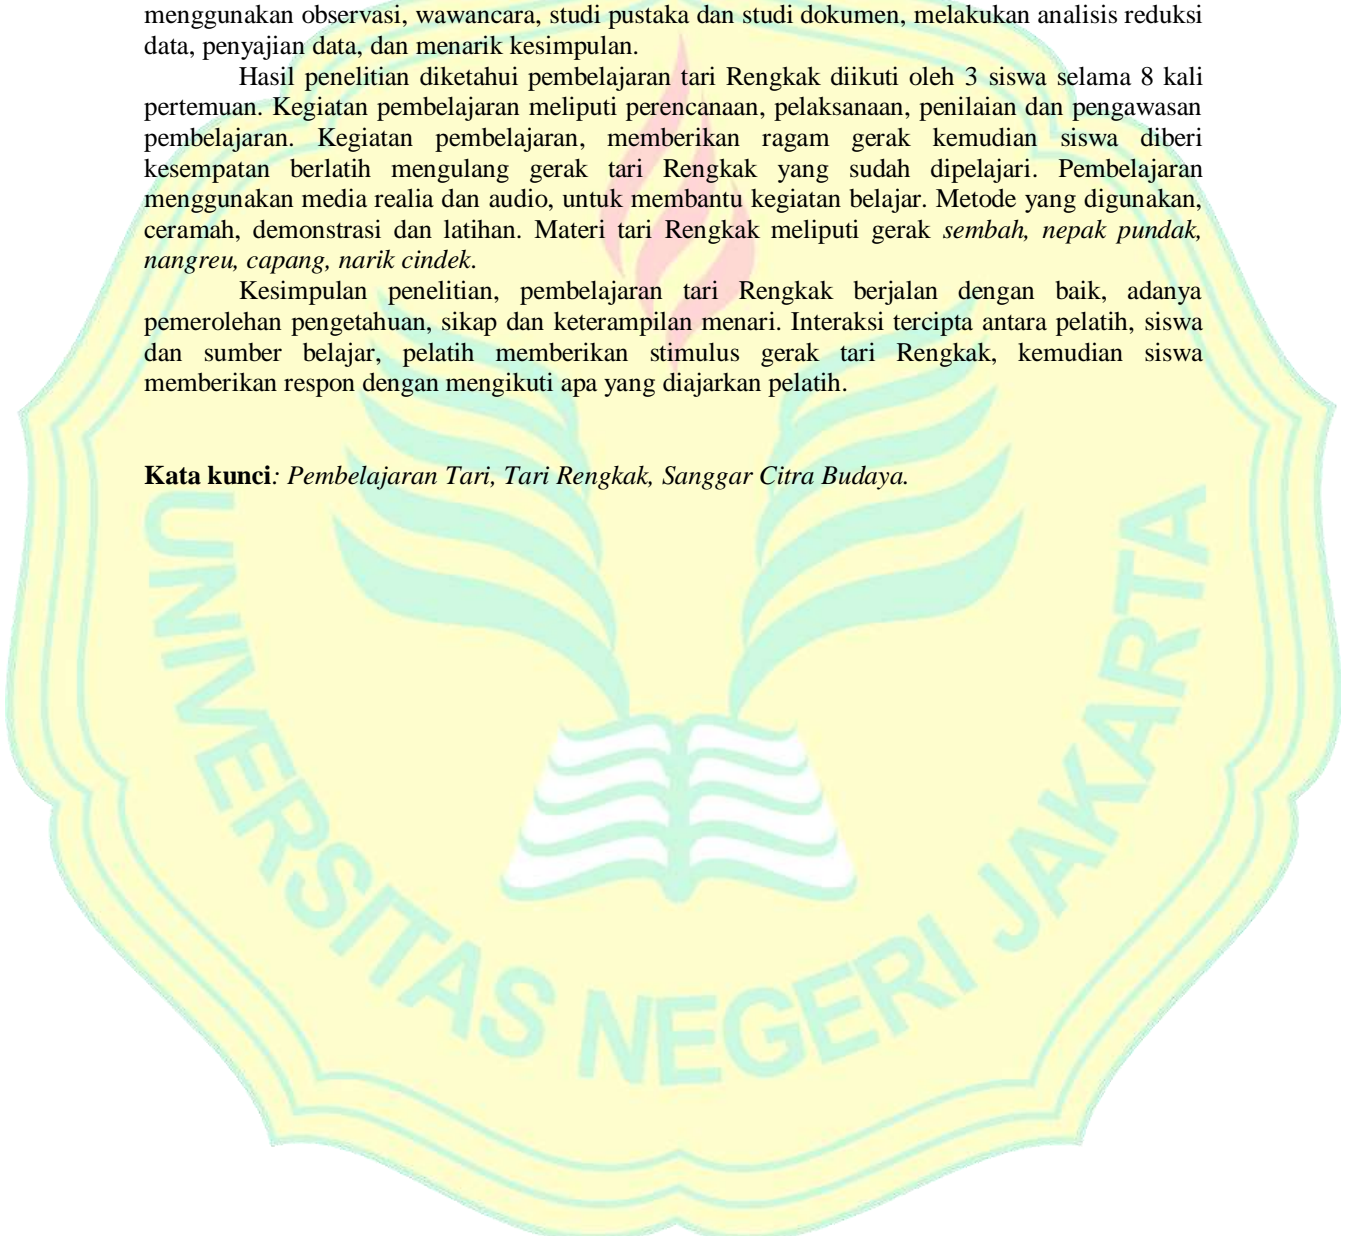 menggunakan observasi, wawancara, studi pustaka dan studi dokumen, melakukan analisis reduksi
data, penyajian data, dan menarik kesimpulan.
Hasil penelitian diketahui pembelajaran tari Rengkak diikuti oleh 3 siswa selama 8 kali
pertemuan. Kegiatan pembelajaran meliputi perencanaan, pelaksanaan, penilaian dan pengawasan
pembelajaran. Kegiatan pembelajaran, memberikan ragam gerak kemudian siswa diberi
kesempatan berlatih mengulang gerak tari Rengkak yang sudah dipelajari. Pembelajaran
menggunakan media realia dan audio, untuk membantu kegiatan belajar. Metode yang digunakan,
ceramah, demonstrasi dan latihan. Materi tari Rengkak meliputi gerak sembah, nepak pundak,
nangreu, capang, narik cindek.
Kesimpulan penelitian, pembelajaran tari Rengkak berjalan dengan baik, adanya
pemerolehan pengetahuan, sikap dan keterampilan menari. Interaksi tercipta antara pelatih, siswa
dan sumber belajar, pelatih memberikan stimulus gerak tari Rengkak, kemudian siswa
memberikan respon dengan mengikuti apa yang diajarkan pelatih.
Kata kunci: Pembelajaran Tari, Tari Rengkak, Sanggar Citra Budaya.
UNIVERSITAS NEGERI JAKARTA